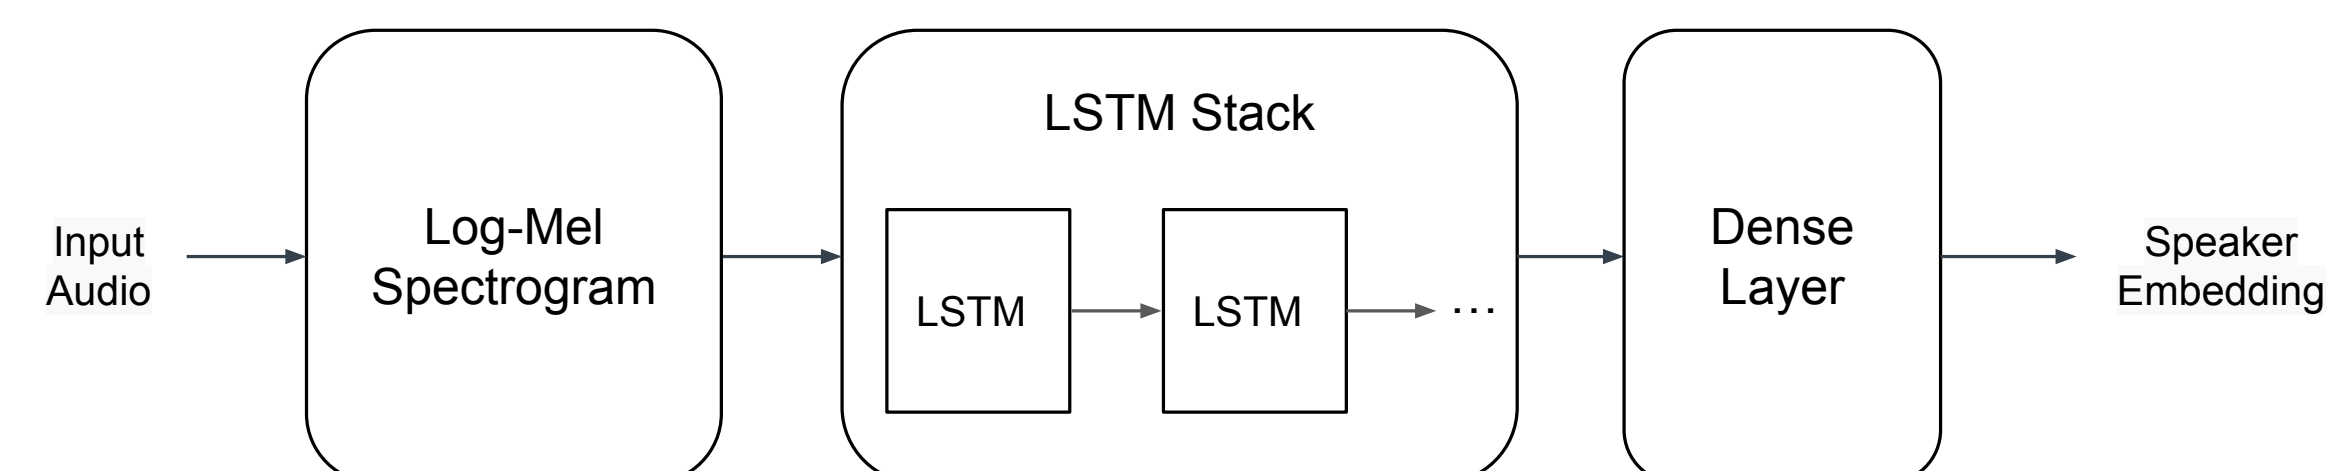 Input
Audio
Log-Mel
Spectrogram
LSTM Stack
LSTM
LSTM
...
Dense
Layer
Speaker
Embedding